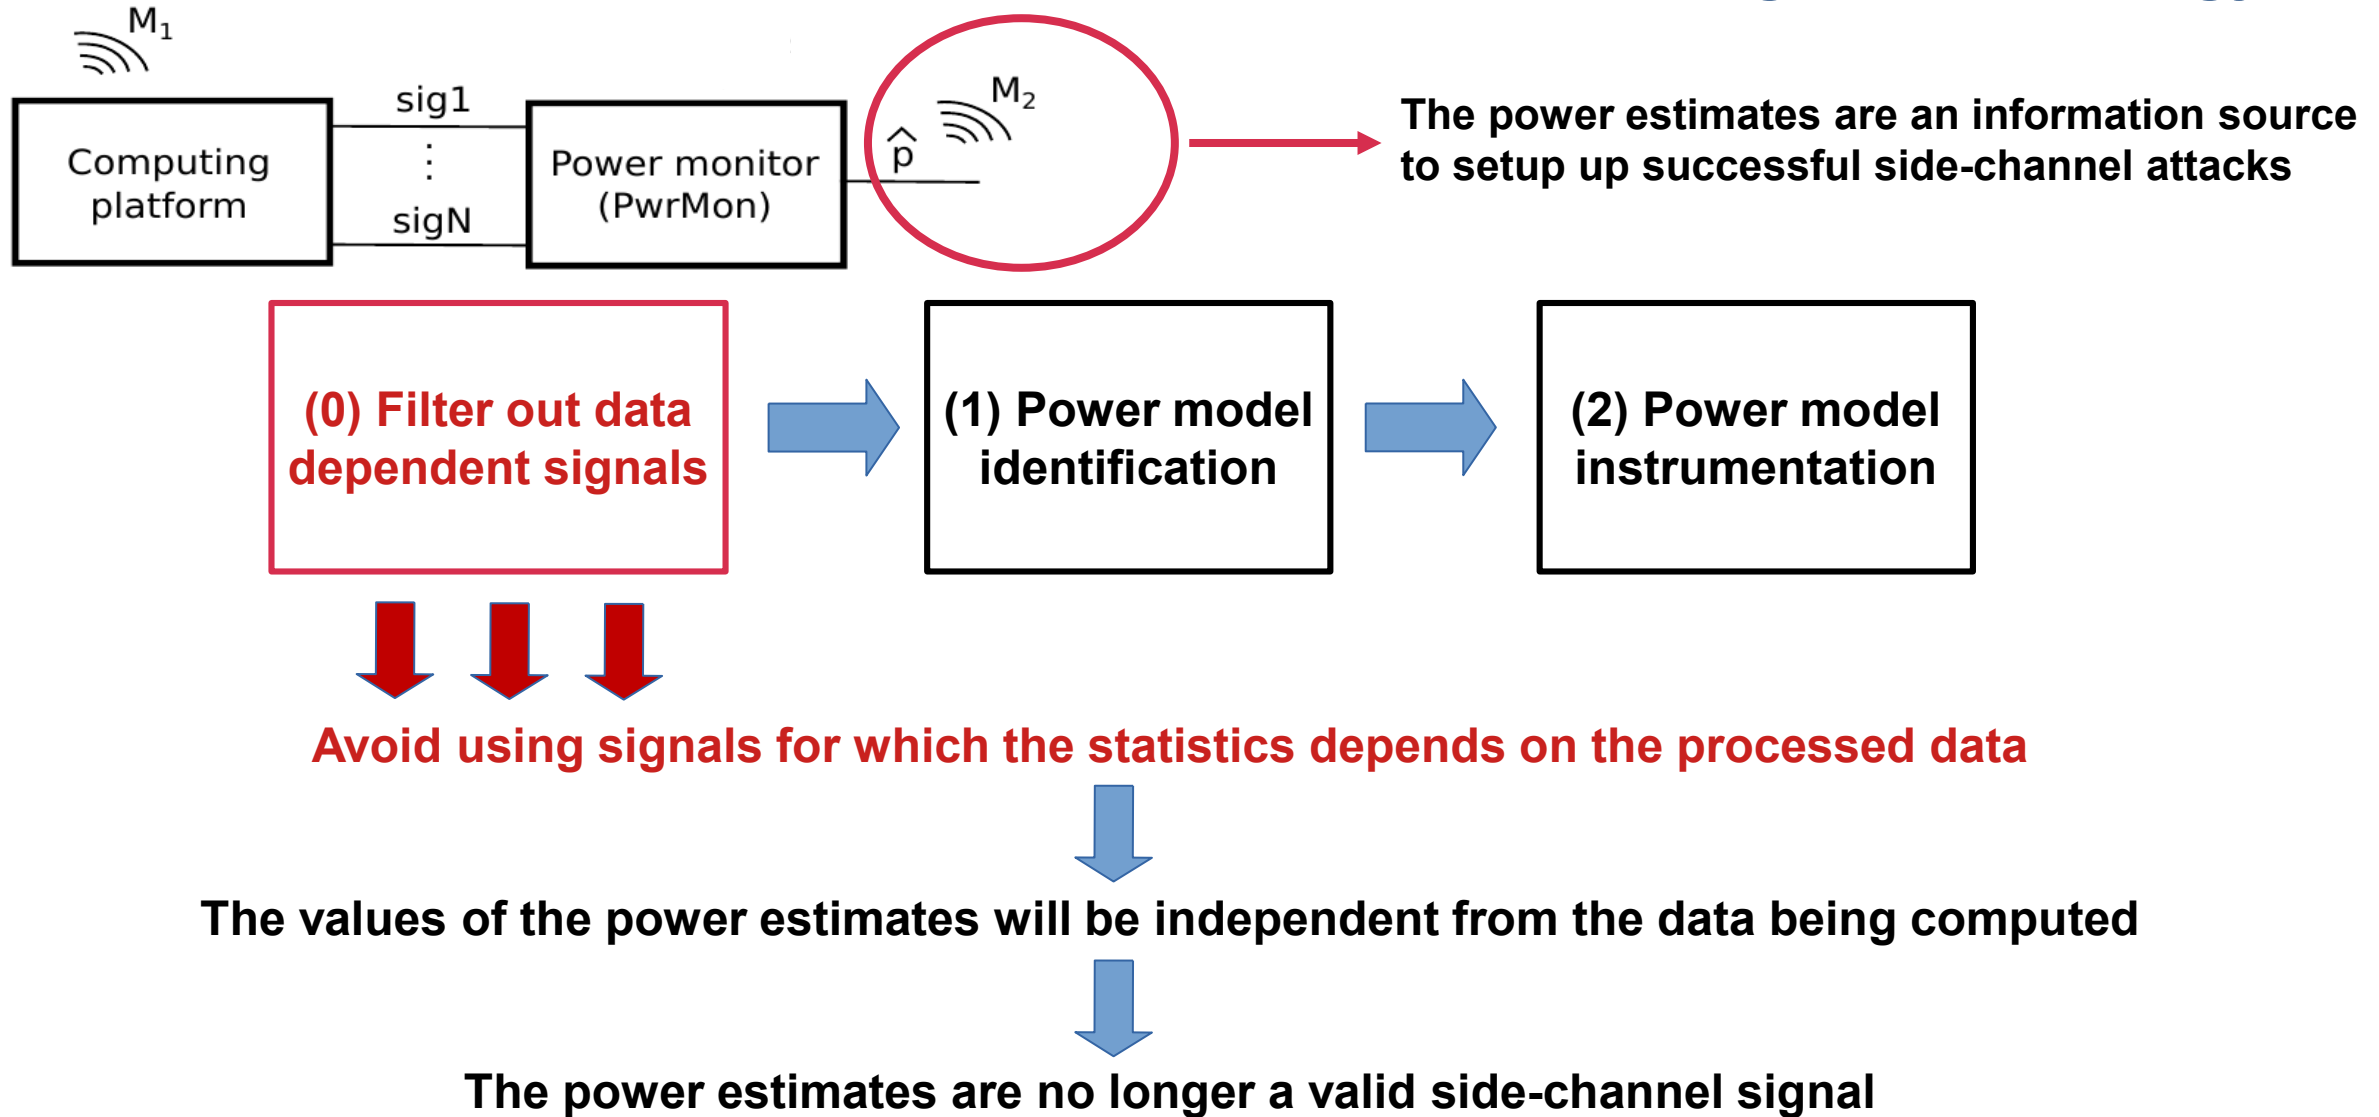 M₁
sig1
⋮
sigN
Computing
platform
Power monitor
(PwrMon)
p̂
M₂
The power estimates are an information source
to setup up successful side-channel attacks
(0) Filter out data
dependent signals
(1) Power model
identification
(2) Power model
instrumentation
Avoid using signals for which the statistics depends on the processed data
The values of the power estimates will be independent from the data being computed
The power estimates are no longer a valid side-channel signal